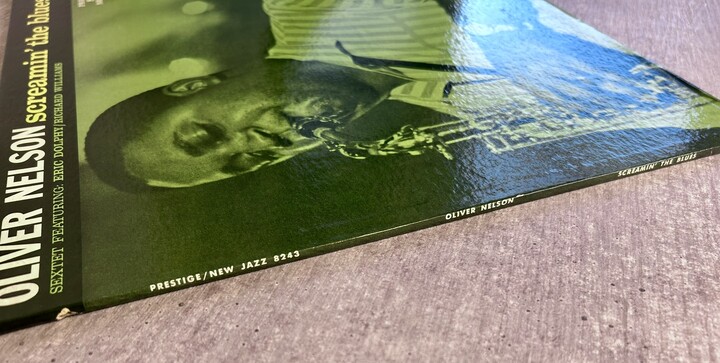 OLIVER NELSON screamin' the blues
SEXTET FEATURING: ERIC DOLPHY/RICHARD WILLIAMS
PRESTIGE/NEW JAZZ 8243
OLIVER NELSON
SCREAMIN' THE BLUES